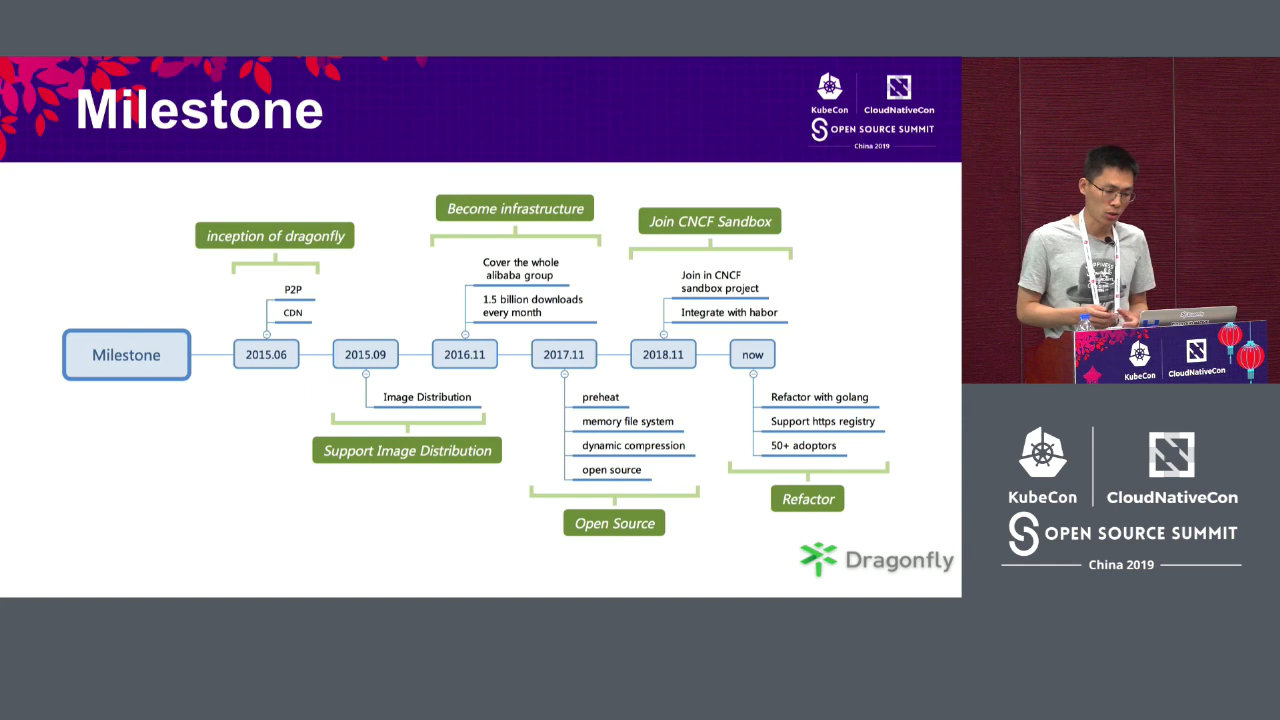 Milestone
KubeCon
CloudNativeCon
OPEN SOURCE SUMMIT
China 2019
inception of dragonfly
Become infrastructure
Join CNCF Sandbox
P2P
CDN
Cover the whole
alibaba group
1.5 billion downloads
every month
Join in CNCF
sandbox project
Integrate with habor
Milestone
2015.06
2015.09
2016.11
2017.11
2018.11
now
Image Distribution
Support Image Distribution
preheat
memory file system
dynamic compression
open source
Open Source
Refactor with golang
Support https registry
50+ adoptors
Refactor
Dragonfly
KubeCon
CloudNativeCon
KubeCon
CloudNativeCon
OPEN SOURCE SUMMIT
China 2019